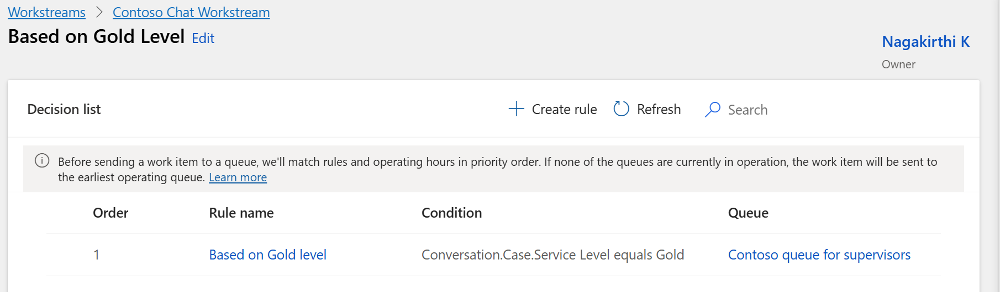 Workstreams > Contoso Chat Workstream
Based on Gold Level Edit
Nagakirthi K
Owner
Decision list
Create rule
Refresh
Search
Before sending a work item to a queue, we'll match rules and operating hours in priority order. If none of the queues are currently in operation, the work item will be sent to
the earliest operating queue. Learn more
Order Rule name Condition Queue
1 Based on Gold level Conversation.Case.Service Level equals Gold Contoso queue for supervisors